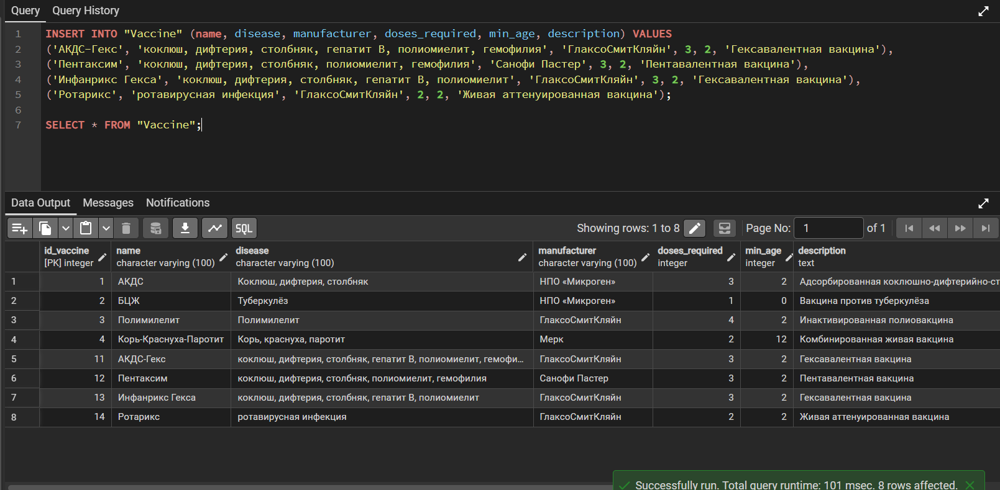 Query Query History
1 INSERT INTO "Vaccine" (name, disease, manufacturer, doses_required, min_age, description) VALUES
2 ('АКДС-Гекс', 'коклюш, дифтерия, столбняк, гепатит B, полиомиелит, гемофилия', 'ГлаксоСмитКляйн', 3, 2, 'Гексавалентная вакцина'),
3 ('Пентаксим', 'коклюш, дифтерия, столбняк, полиомиелит, гемофилия', 'Санофи Пастер', 3, 2, 'Пентавалентная вакцина'),
4 ('Инфанрикс Гекса', 'коклюш, дифтерия, столбняк, гепатит B, полиомиелит', 'ГлаксоСмитКляйн', 3, 2, 'Гексавалентная вакцина'),
5 ('Ротарикс', 'ротавирусная инфекция', 'ГлаксоСмитКляйн', 2, 2, 'Живая аттенуированная вакцина');
6
7 SELECT * FROM "Vaccine";
Data Output Messages Notifications
SQL Showing rows: 1 to 8 Page No: 1 of 1
id_vaccine name disease manufacturer doses_required min_age description
[PK] integer character varying (100) character varying (100) character varying (100) integer integer text
1 1 АКДС Коклюш, дифтерия, столбняк НПО «Микроген» 3 2 Адсорбированная коклюшно-дифтерийно-ст
2 2 БЦЖ Туберкулёз НПО «Микроген» 1 0 Вакцина против туберкулёза
3 3 Полимилелит Полимилелит ГлаксоСмитКляйн 4 2 Инактивированная полиовакцина
4 4 Корь-Краснуха-Паротит Корь, краснуха, паротит Мерк 2 12 Комбинированная живая вакцина
5 11 АКДС-Гекс коклюш, дифтерия, столбняк, гепатит B, полиомиелит, гемофи... ГлаксоСмитКляйн 3 2 Гексавалентная вакцина
6 12 Пентаксим коклюш, дифтерия, столбняк, полиомиелит, гемофилия Санофи Пастер 3 2 Пентавалентная вакцина
7 13 Инфанрикс Гекса коклюш, дифтерия, столбняк, гепатит B, полиомиелит ГлаксоСмитКляйн 3 2 Гексавалентная вакцина
8 14 Ротарикс ротавирусная инфекция ГлаксоСмитКляйн 2 2 Живая аттенуированная вакцина
Successfully run. Total query runtime: 101 msec. 8 rows affected.